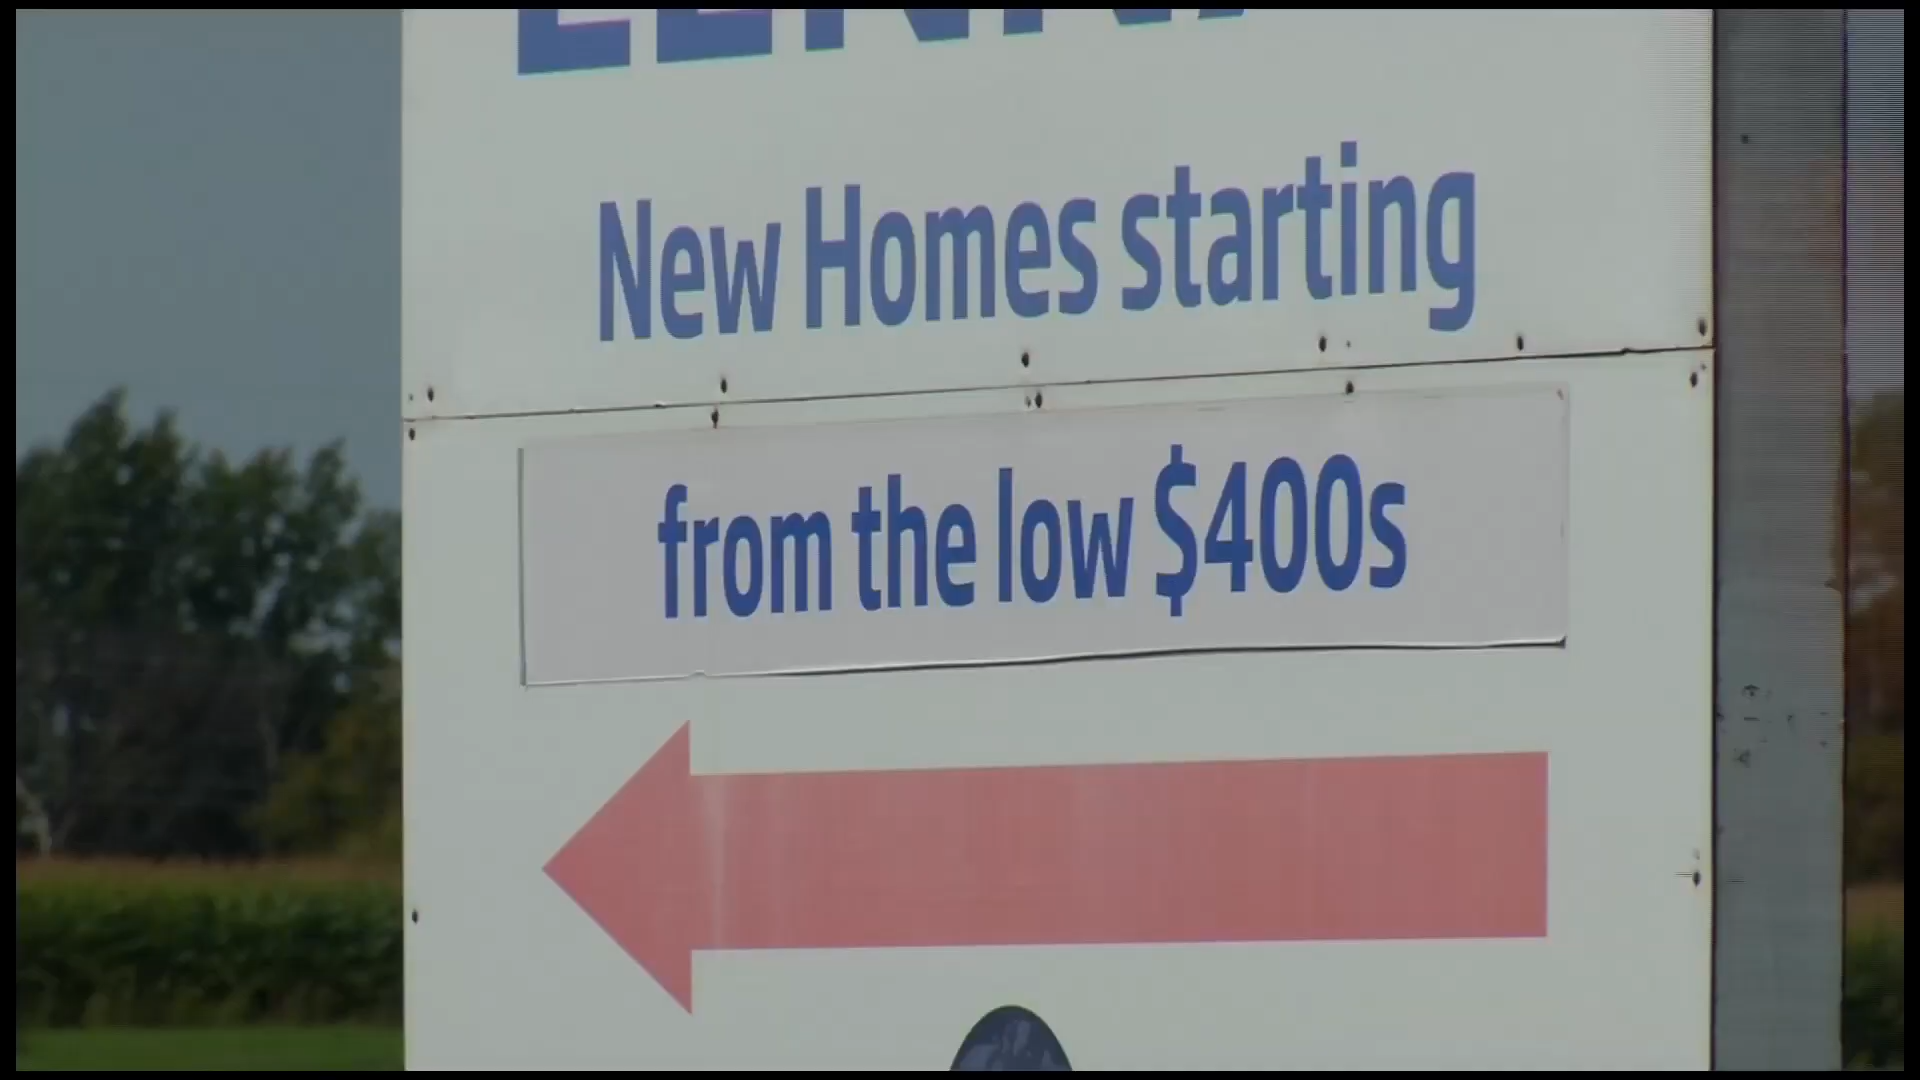 New Homes starting
from the low $400s